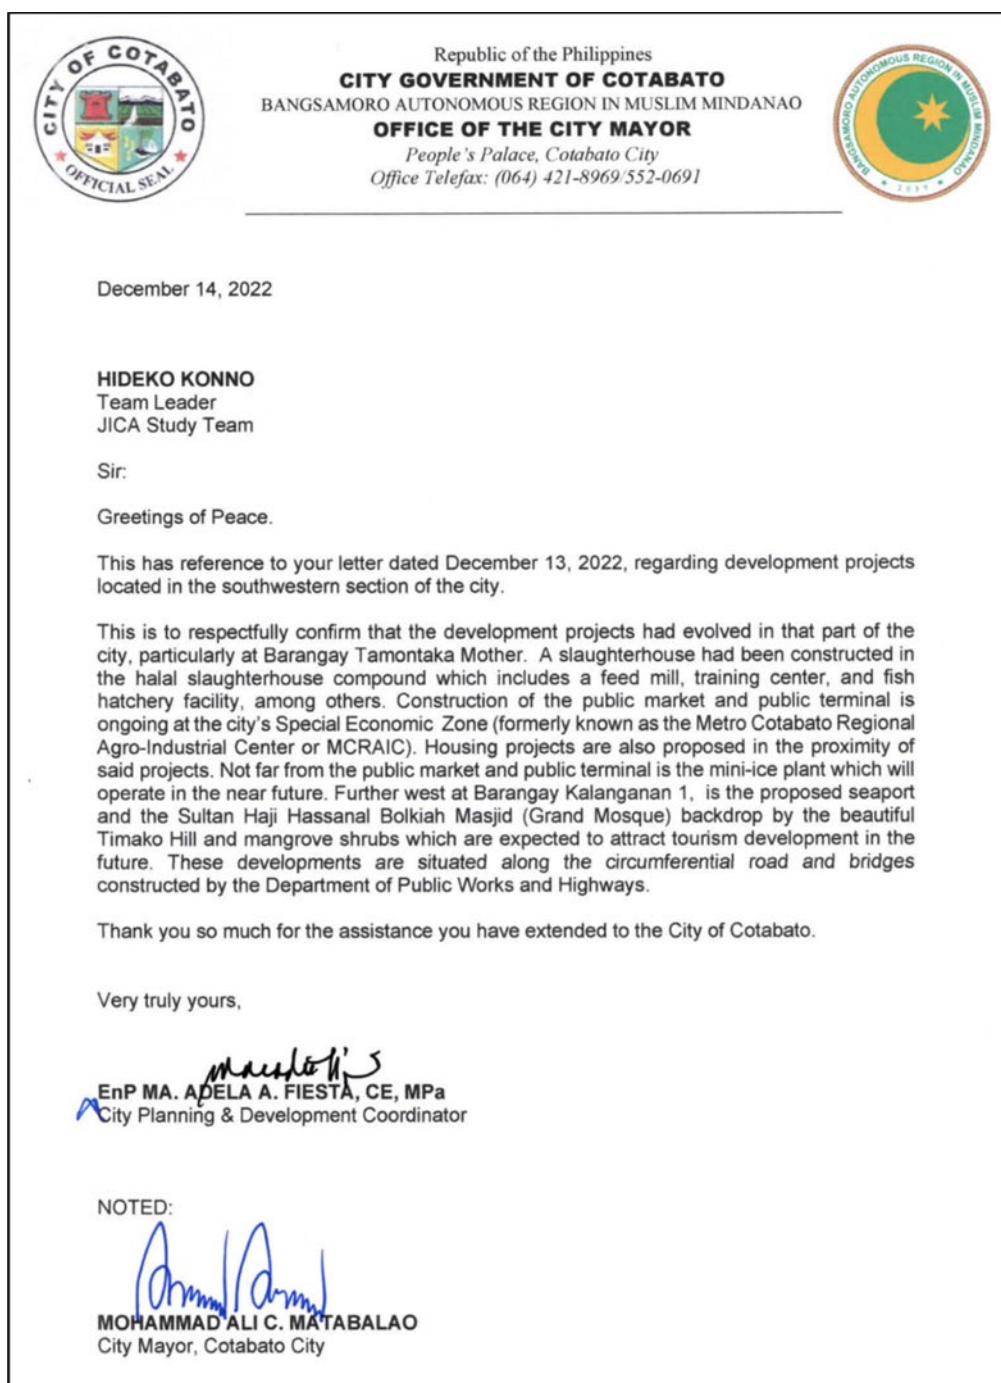 CITY OF COTABATO
OFFICIAL SEAL
Republic of the Philippines
CITY GOVERNMENT OF COTABATO
BANGSAMORO AUTONOMOUS REGION IN MUSLIM MINDANAO
OFFICE OF THE CITY MAYOR
People's Palace, Cotabato City
Office Telefax: (064) 421-8969/552-0691
BANGSAMORO AUTONOMOUS REGION IN MUSLIM MINDANAO
2019
December 14, 2022
HIDEKO KONNO
Team Leader
JICA Study Team
Sir:
Greetings of Peace.
This has reference to your letter dated December 13, 2022, regarding development projects
located in the southwestern section of the city.
This is to respectfully confirm that the development projects had evolved in that part of the
city, particularly at Barangay Tamontaka Mother. A slaughterhouse had been constructed in
the halal slaughterhouse compound which includes a feed mill, training center, and fish
hatchery facility, among others. Construction of the public market and public terminal is
ongoing at the city's Special Economic Zone (formerly known as the Metro Cotabato Regional
Agro-Industrial Center or MCRAIC). Housing projects are also proposed in the proximity of
said projects. Not far from the public market and public terminal is the mini-ice plant which will
operate in the near future. Further west at Barangay Kalanganan 1, is the proposed seaport
and the Sultan Haji Hassanal Bolkiah Masjid (Grand Mosque) backdrop by the beautiful
Timako Hill and mangrove shrubs which are expected to attract tourism development in the
future. These developments are situated along the circumferential road and bridges
constructed by the Department of Public Works and Highways.
Thank you so much for the assistance you have extended to the City of Cotabato.
Very truly yours,
EnP MA. ADELA A. FIESTA, CE, MPa
City Planning & Development Coordinator
NOTED:
MOHAMMAD ALI C. MATABALAO
City Mayor, Cotabato City